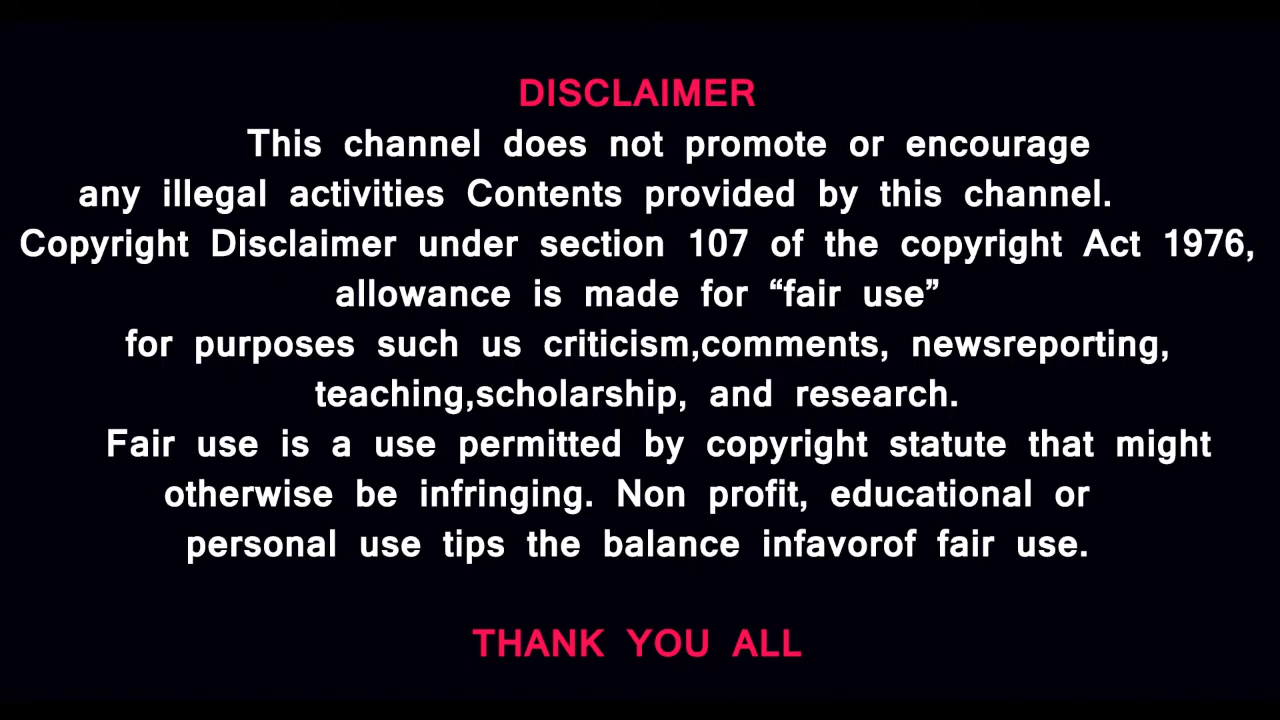 DISCLAIMER
This channel does not promote or encourage
any illegal activities Contents provided by this channel.
Copyright Disclaimer under section 107 of the copyright Act 1976,
allowance is made for “fair use”
for purposes such us criticism,comments, newsreporting,
teaching,scholarship, and research.
Fair use is a use permitted by copyright statute that might
otherwise be infringing. Non profit, educational or
personal use tips the balance infavorof fair use.
THANK YOU ALL